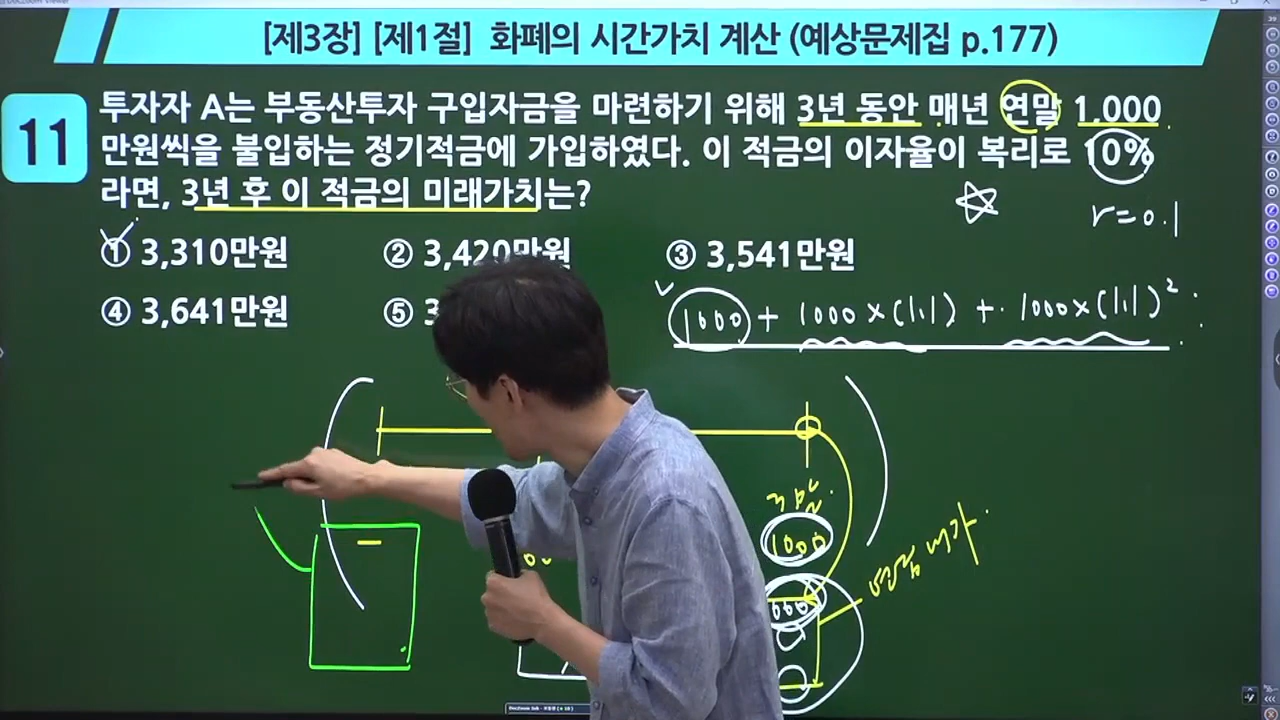 [제3장] [제1절] 화폐의 시간가치 계산 (예상문제집 p.177)
11
투자자 A는 부동산투자 구입자금을 마련하기 위해 3년 동안 매년 연말 1,000
만원씩을 불입하는 정기적금에 가입하였다. 이 적금의 이자율이 복리로 10%
라면, 3년 후 이 적금의 미래가치는?
r=0.1
① 3,310만원 ② 3,420만원 ③ 3,541만원
④ 3,641만원 ⑤ 3
1000 + 1000×(1.1) + 1000×(1.1)²
1000
000